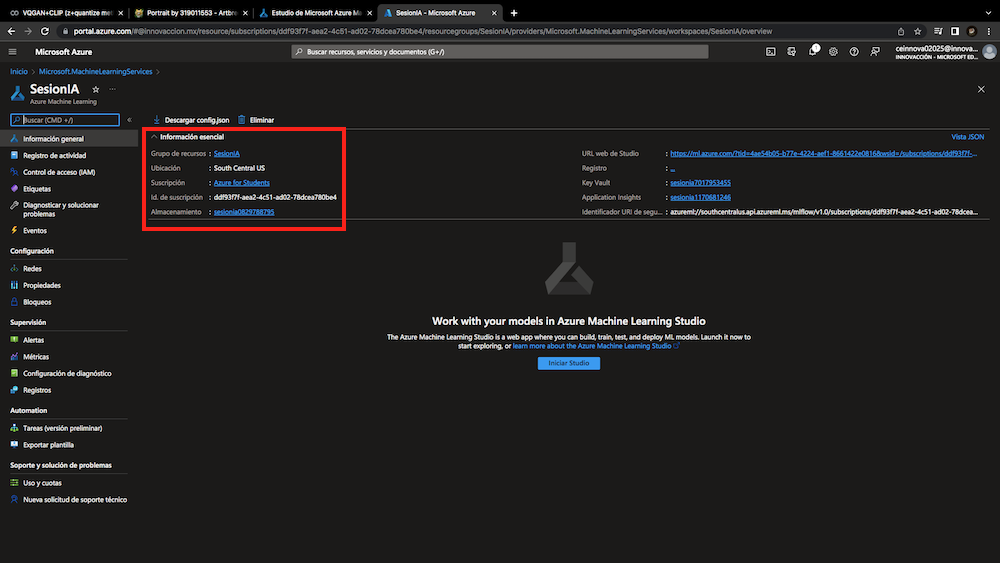 VQGAN+CLIP (z+quantize met
Portrait by 319011553 - Artbre
Estudio de Microsoft Azure Ma
SesionIA - Microsoft Azure
portal.azure.com/#@innovaccion.mx/resource/subscriptions/ddf93f7f-aea2-4c51-ad02-78dcea780be4/resourcegroups/SesionIA/providers/Microsoft.MachineLearningServices/workspaces/SesionIA/overview
Microsoft Azure
Buscar recursos, servicios y documentos (G+/)
1
ceinnova02025@innova...
INNOVACCIÓN - MICROSOFT ED...
Inicio > Microsoft.MachineLearningServices >
SesionIA
Azure Machine Learning
Buscar (CMD +/)
Descargar config.json
Eliminar
Información general
Registro de actividad
Control de acceso (IAM)
Etiquetas
Diagnosticar y solucionar
problemas
Eventos
Configuración
Redes
Propiedades
Bloqueos
Supervisión
Alertas
Métricas
Configuración de diagnóstico
Registros
Automation
Tareas (versión preliminar)
Exportar plantilla
Soporte y solución de problemas
Uso y cuotas
Nueva solicitud de soporte técnico
Información esencial
Vista JSON
Grupo de recursos : SesionIA
Ubicación : South Central US
Suscripción : Azure for Students
Id. de suscripción : ddf93f7f-aea2-4c51-ad02-78dcea780be4
Almacenamiento : sesionia0829788795
URL web de Studio : https://ml.azure.com/?tid=4ae54b05-b77e-4224-aef1-8661422e0816&wsid=/subscriptions/ddf93f7f-...
Registro : ...
Key Vault : sesionia7017953455
Application Insights : sesionia1170681246
Identificador URI de segu... : azureml://southcentralus.api.azureml.ms/mlflow/v1.0/subscriptions/ddf93f7f-aea2-4c51-ad02-78dcea...
Work with your models in Azure Machine Learning Studio
The Azure Machine Learning Studio is a web app where you can build, train, test, and deploy ML models. Launch it now to
start exploring, or learn more about the Azure Machine Learning Studio
Iniciar Studio